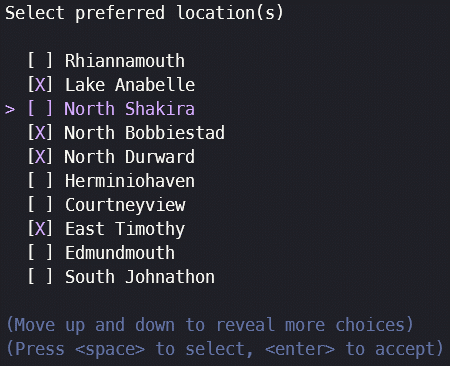 Select preferred location(s)
[ ] Rhiannamouth
[X] Lake Anabelle
> [ ] North Shakira
[X] North Bobbiestad
[X] North Durward
[ ] Herminiohaven
[ ] Courtneyview
[X] East Timothy
[ ] Edmundmouth
[ ] South Johnathon
(Move up and down to reveal more choices)
(Press <space> to select, <enter> to accept)